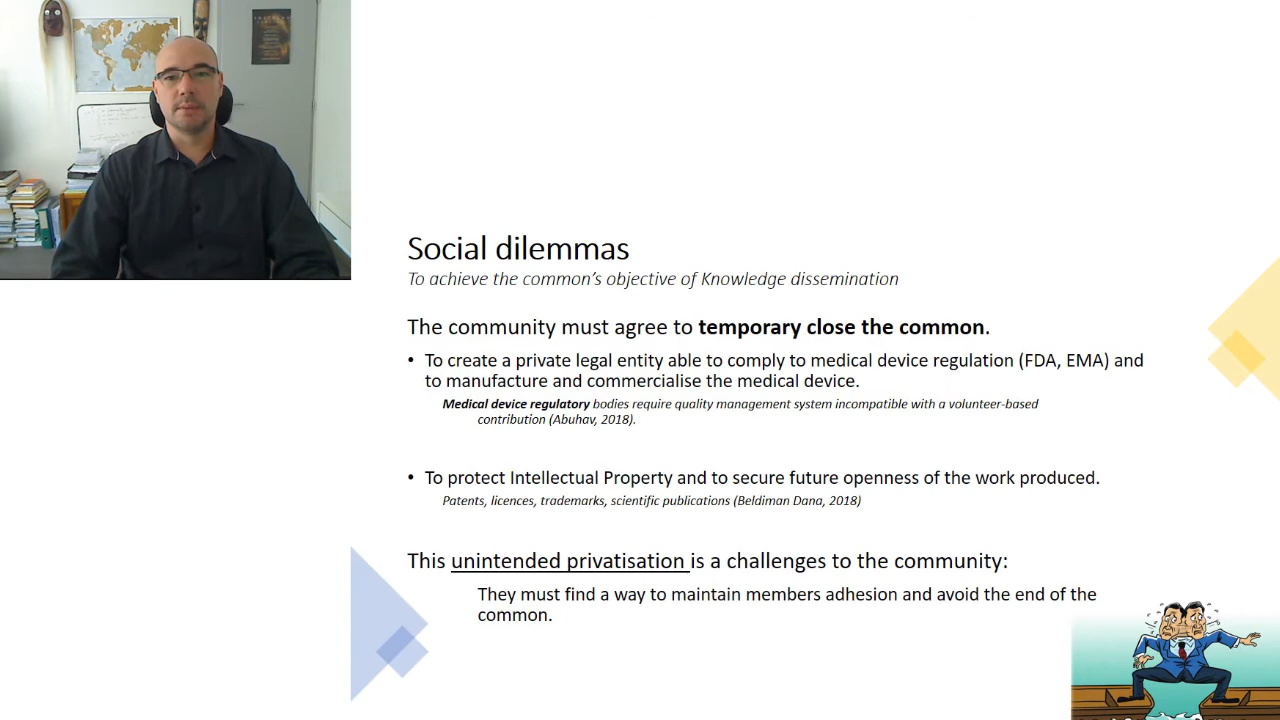 Social dilemmas
To achieve the common's objective of Knowledge dissemination
The community must agree to temporary close the common.
• To create a private legal entity able to comply to medical device regulation (FDA, EMA) and
to manufacture and commercialise the medical device.
Medical device regulatory bodies require quality management system incompatible with a volunteer-based
contribution (Abuhav, 2018).
• To protect Intellectual Property and to secure future openness of the work produced.
Patents, licences, trademarks, scientific publications (Beldiman Dana, 2018)
This unintended privatisation is a challenges to the community:
They must find a way to maintain members adhesion and avoid the end of the
common.